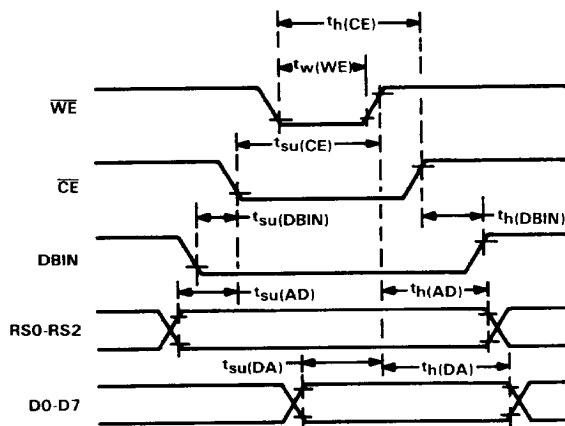 th(CE)
tw(WE)
WE
tsu(CE)
CE
tsu(DBIN)
th(DBIN)
DBIN
tsu(AD)
th(AD)
RS0-RS2
tsu(DA)
th(DA)
D0-D7